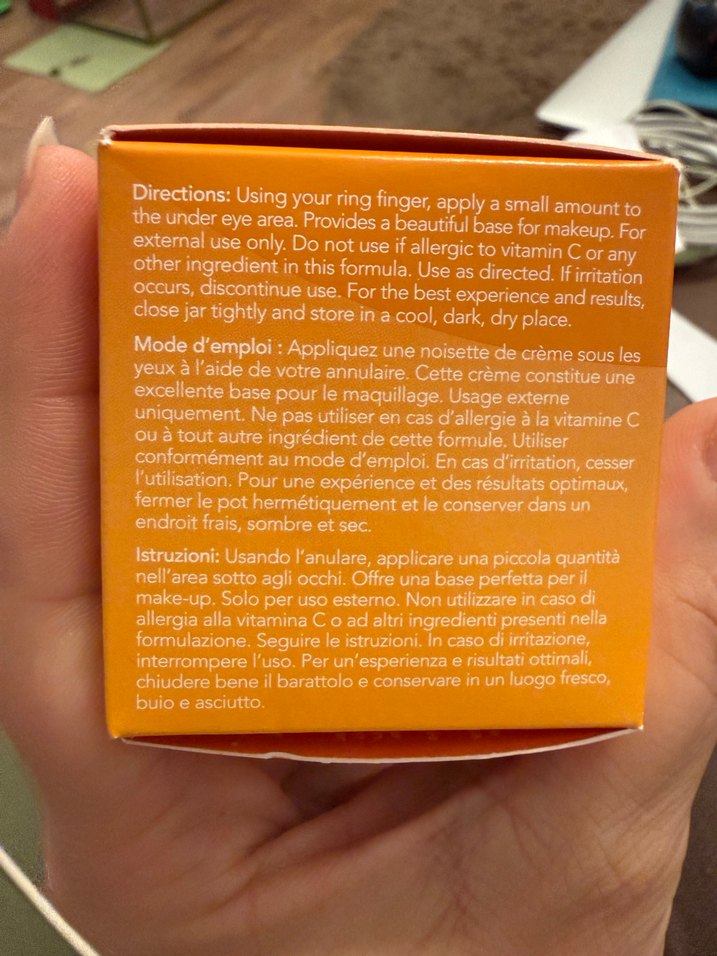 Directions: Using your ring finger, apply a small amount to
the under eye area. Provides a beautiful base for makeup. For
external use only. Do not use if allergic to vitamin C or any
other ingredient in this formula. Use as directed. If irritation
occurs, discontinue use. For the best experience and results,
close jar tightly and store in a cool, dark, dry place.
Mode d'emploi : Appliquez une noisette de crème sous les
yeux à l'aide de votre annulaire. Cette crème constitue une
excellente base pour le maquillage. Usage externe
uniquement. Ne pas utiliser en cas d'allergie à la vitamine C
ou à tout autre ingrédient de cette formule. Utiliser
conformément au mode d'emploi. En cas d'irritation, cesser
l'utilisation. Pour une expérience et des résultats optimaux,
fermer le pot hermétiquement et le conserver dans un
endroit frais, sombre et sec.
Istruzioni: Usando l'anulare, applicare una piccola quantità
nell'area sotto agli occhi. Offre una base perfetta per il
make-up. Solo per uso esterno. Non utilizzare in caso di
allergia alla vitamina C o ad altri ingredienti presenti nella
formulazione. Seguire le istruzioni. In caso di irritazione,
interrompere l'uso. Per un'esperienza e risultati ottimali,
chiudere bene il barattolo e conservare in un luogo fresco,
buio e asciutto.